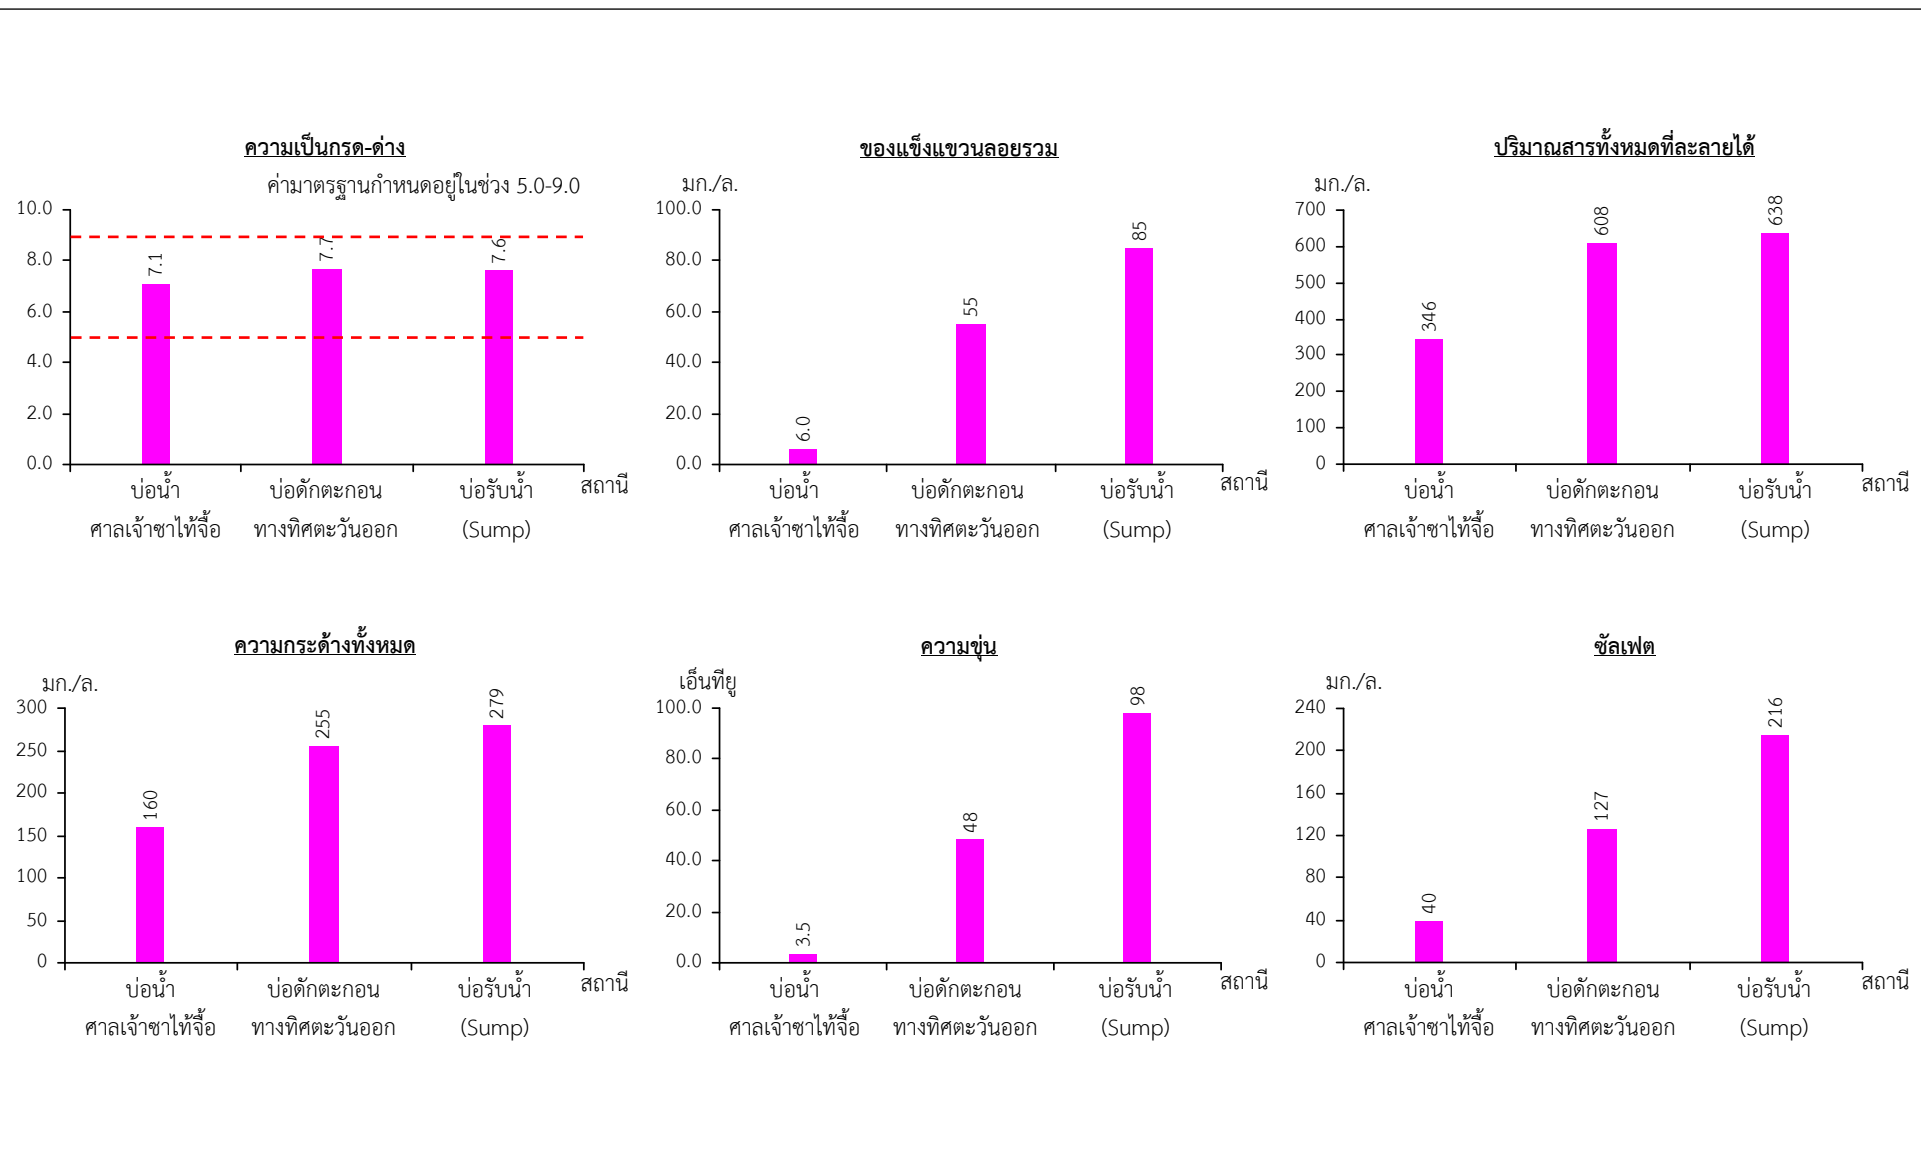 ความเป็นกรด-ด่าง
ค่ามาตรฐานกำหนดอยู่ในช่วง 5.0-9.0
10.0
8.0
6.0
4.0
2.0
0.0
7.1
7.7
7.6
บ่อน้ำ บ่อดักตะกอน บ่อรับน้ำ สถานี
ศาลเจ้าซาไท้จื้อ ทางทิศตะวันออก (Sump)
ของแข็งแขวนลอยรวม
มก./ล.
100.0
80.0
60.0
40.0
20.0
0.0
6.0
55
85
บ่อน้ำ บ่อดักตะกอน บ่อรับน้ำ สถานี
ศาลเจ้าซาไท้จื้อ ทางทิศตะวันออก (Sump)
ปริมาณสารทั้งหมดที่ละลายได้
มก./ล.
700
600
500
400
300
200
100
0
346
608
638
บ่อน้ำ บ่อดักตะกอน บ่อรับน้ำ สถานี
ศาลเจ้าซาไท้จื้อ ทางทิศตะวันออก (Sump)
ความกระด้างทั้งหมด
มก./ล.
300
250
200
150
100
50
0
160
255
279
บ่อน้ำ บ่อดักตะกอน บ่อรับน้ำ สถานี
ศาลเจ้าซาไท้จื้อ ทางทิศตะวันออก (Sump)
ความขุ่น
เอ็นทียู
100.0
80.0
60.0
40.0
20.0
0.0
3.5
48
98
บ่อน้ำ บ่อดักตะกอน บ่อรับน้ำ สถานี
ศาลเจ้าซาไท้จื้อ ทางทิศตะวันออก (Sump)
ซัลเฟต
มก./ล.
240
200
160
120
80
40
0
40
127
216
บ่อน้ำ บ่อดักตะกอน บ่อรับน้ำ สถานี
ศาลเจ้าซาไท้จื้อ ทางทิศตะวันออก (Sump)